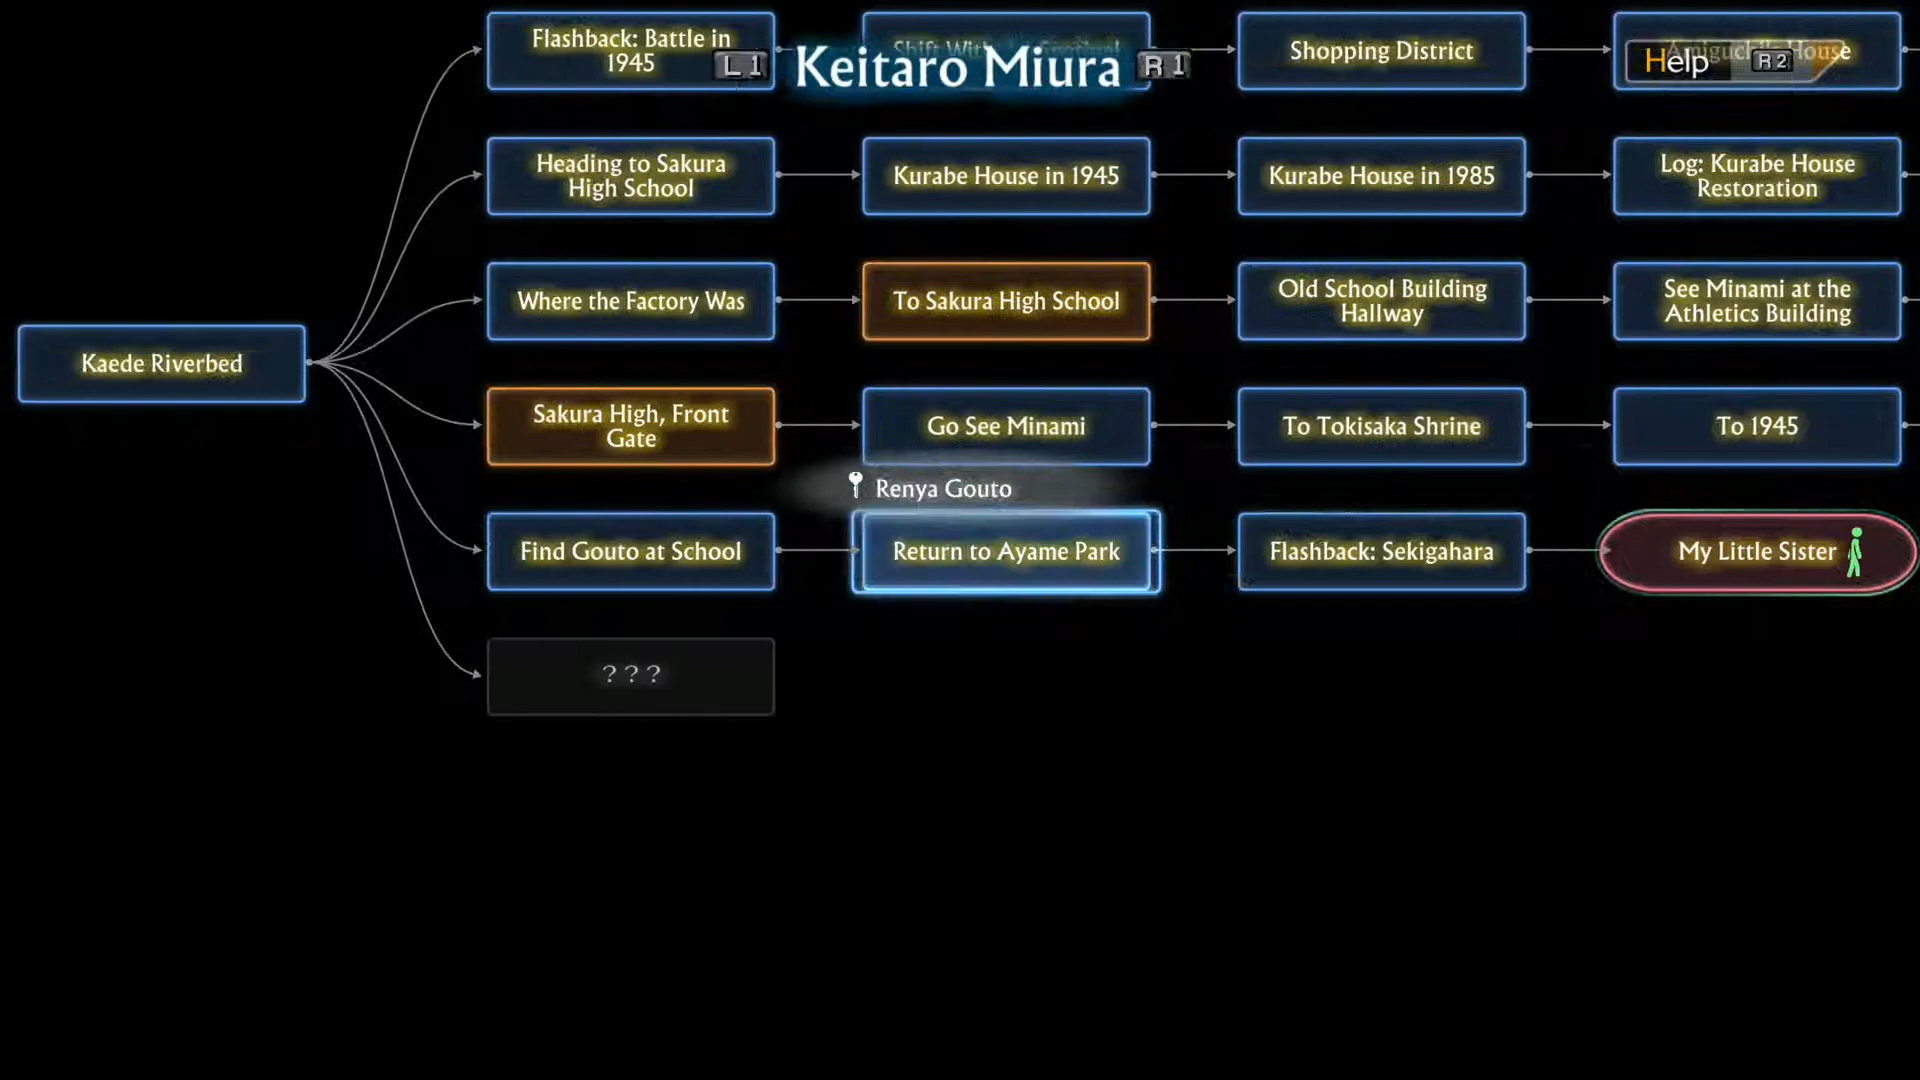 Flashback: Battle in
1945
L1
Keitaro Miura
R1
Shopping District
Help
R2
House
Heading to Sakura
High School
Kurabe House in 1945
Kurabe House in 1985
Log: Kurabe House
Restoration
Where the Factory Was
To Sakura High School
Old School Building
Hallway
See Minami at the
Athletics Building
Kaede Riverbed
Sakura High, Front
Gate
Go See Minami
To Tokisaka Shrine
To 1945
Renya Gouto
Find Gouto at School
Return to Ayame Park
Flashback: Sekigahara
My Little Sister
???